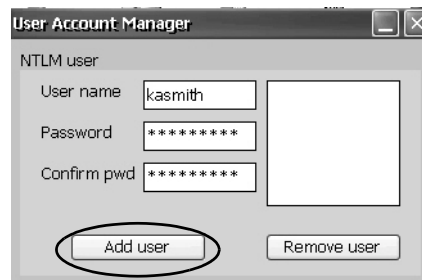 User Account Manager
NTLM user
User name kasmith
Password *********
Confirm pwd *********
Add user Remove user